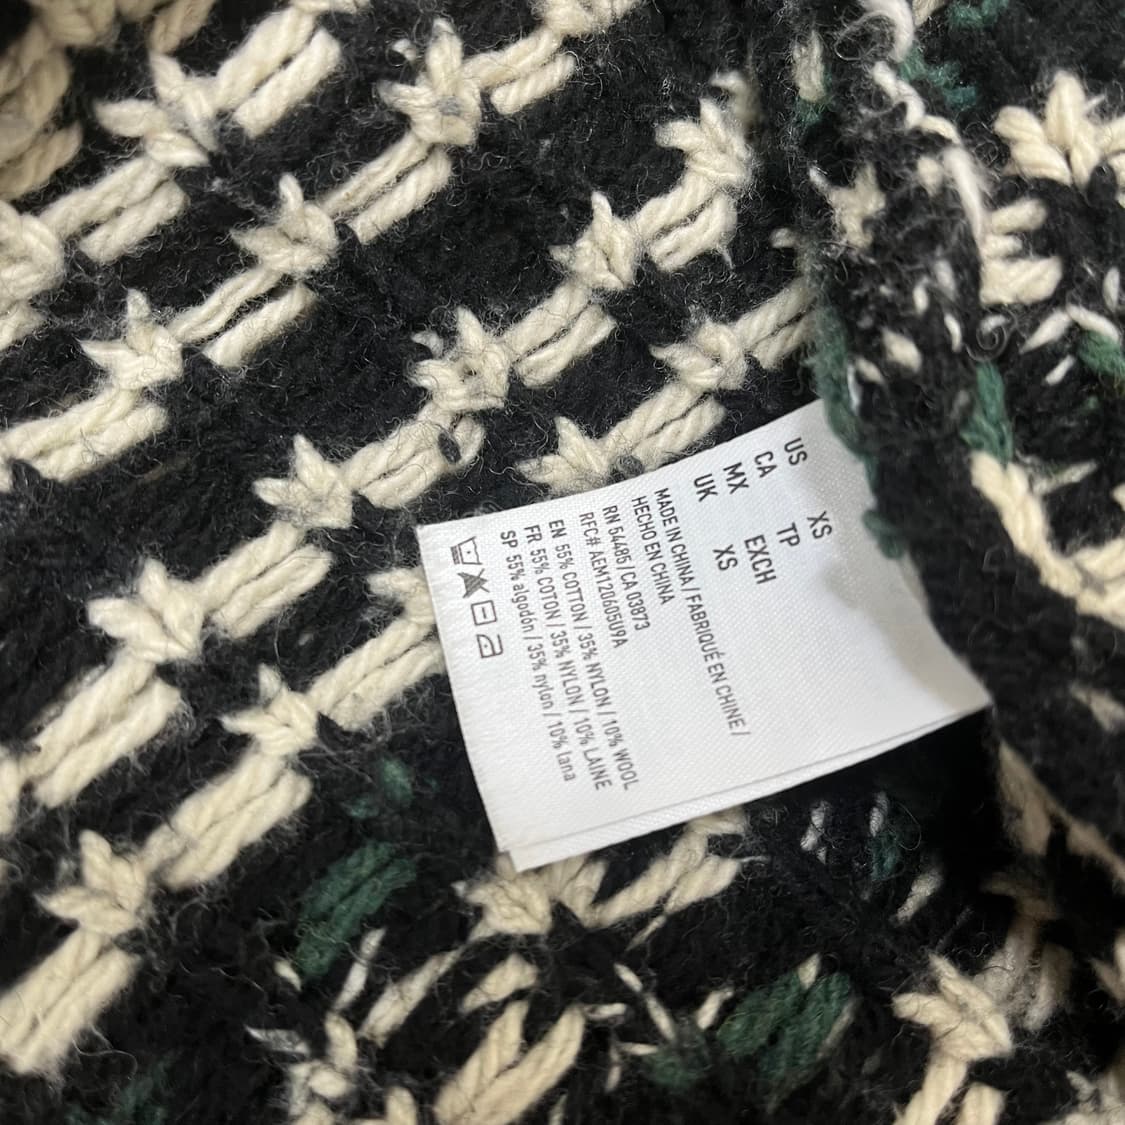 US XS
CA TP
MX EXCH
UK XS
MADE IN CHINA / FABRIQUÉ EN CHINE /
HECHO EN CHINA
RN 54485 / CA 03873
RFC# AEM120605U9A
EN 55% COTTON / 35% NYLON / 10% WOOL
FR 55% COTON / 35% NYLON / 10% LAINE
SP 55% algodón / 35% nylon / 10% lana